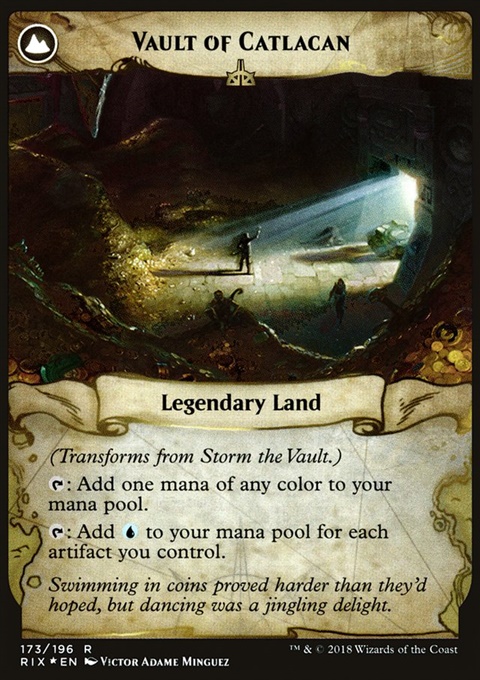 VAULT OF CATLACAN
Legendary Land
(Transforms from Storm the Vault.)
: Add one mana of any color to your
mana pool.
: Add to your mana pool for each
artifact you control.
Swimming in coins proved harder than they'd
hoped, but dancing was a jingling delight.
173/196 R
RIX★EN VICTOR ADAME MINGUEZ
™ & © 2018 Wizards of the Coast